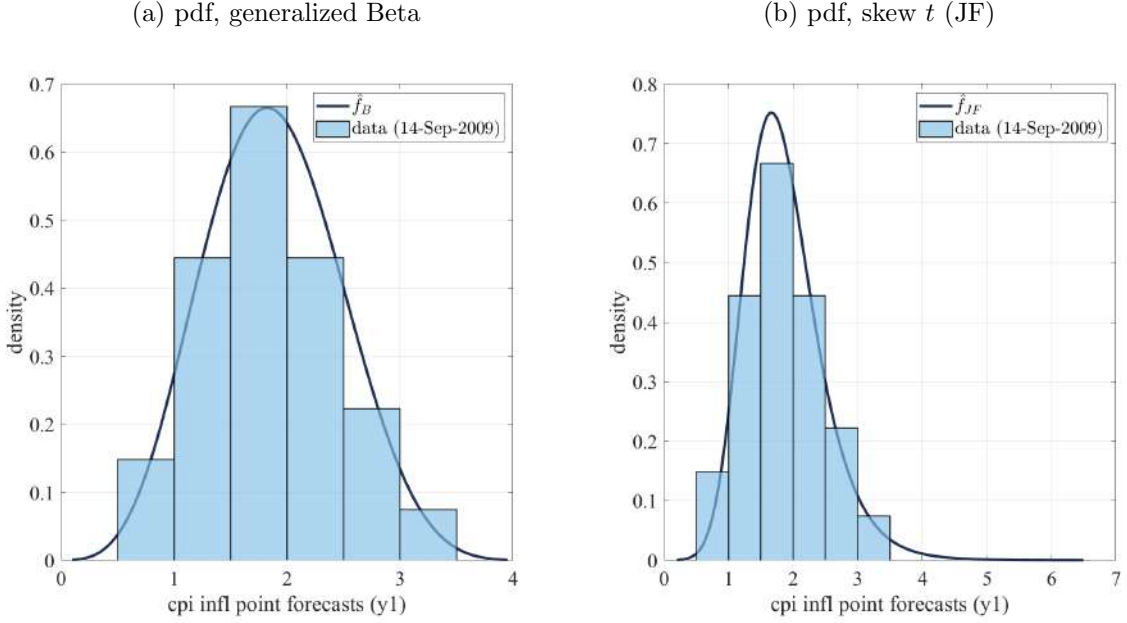 (a) pdf, generalized Beta
0.7
0.6
0.5
0.4
0.3
0.2
0.1
0
density
f̂_B
data (14-Sep-2009)
0 1 2 3 4
cpi infl point forecasts (y1)
(b) pdf, skew t (JF)
0.8
0.7
0.6
0.5
0.4
0.3
0.2
0.1
0
density
f̂_JF
data (14-Sep-2009)
0 1 2 3 4 5 6 7
cpi infl point forecasts (y1)